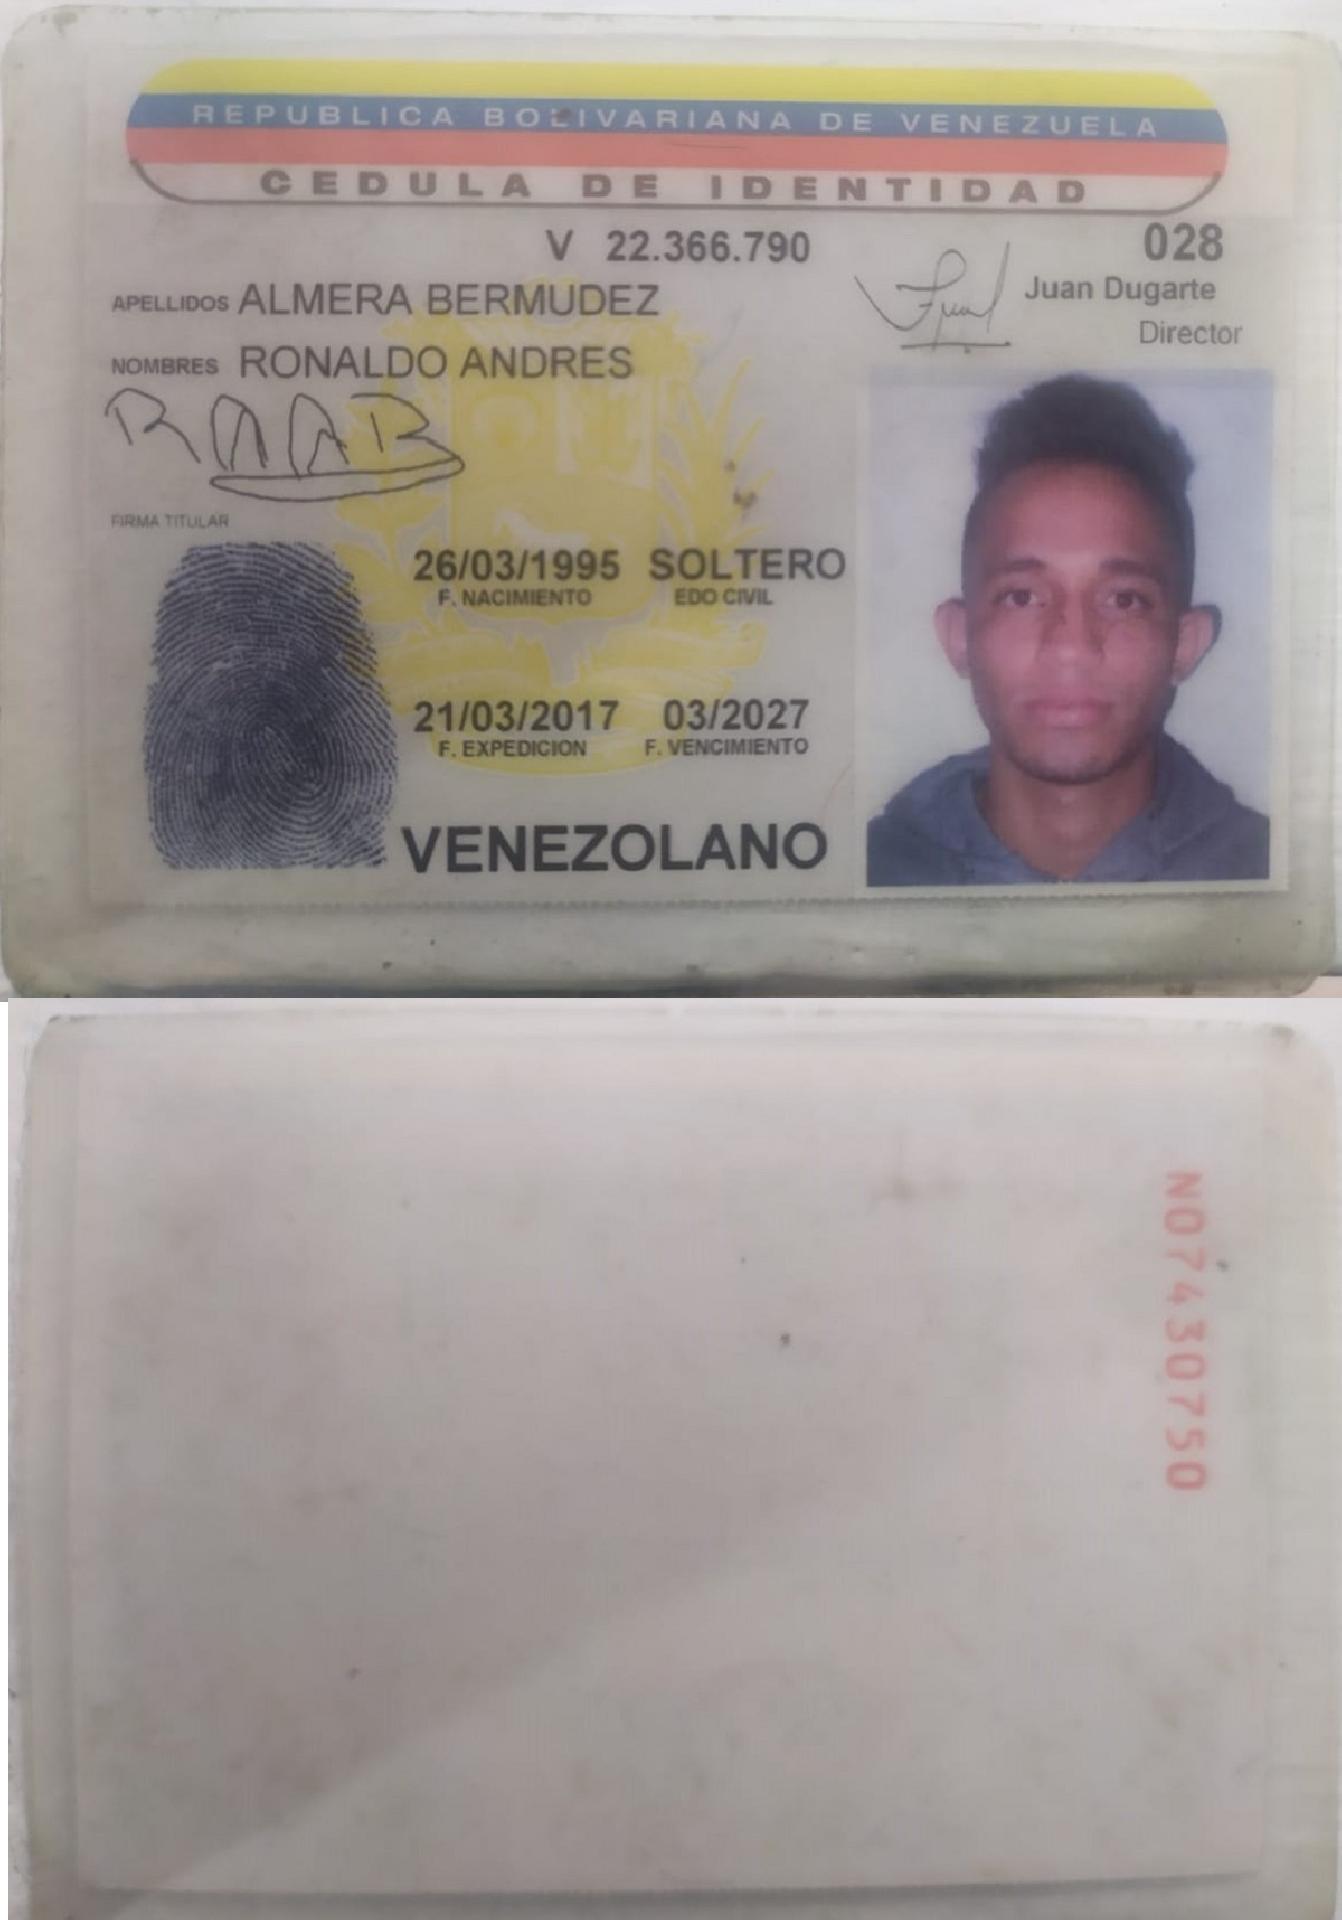 REPUBLICA BOLIVARIANA DE VENEZUELA
CEDULA DE IDENTIDAD
V 22.366.790
028
Juan Dugarte
Director
APELLIDOS ALMERA BERMUDEZ
NOMBRES RONALDO ANDRES
RAAB
FIRMA TITULAR
26/03/1995 SOLTERO
F. NACIMIENTO EDO CIVIL
21/03/2017 03/2027
F. EXPEDICION F. VENCIMIENTO
VENEZOLANO
N07430750